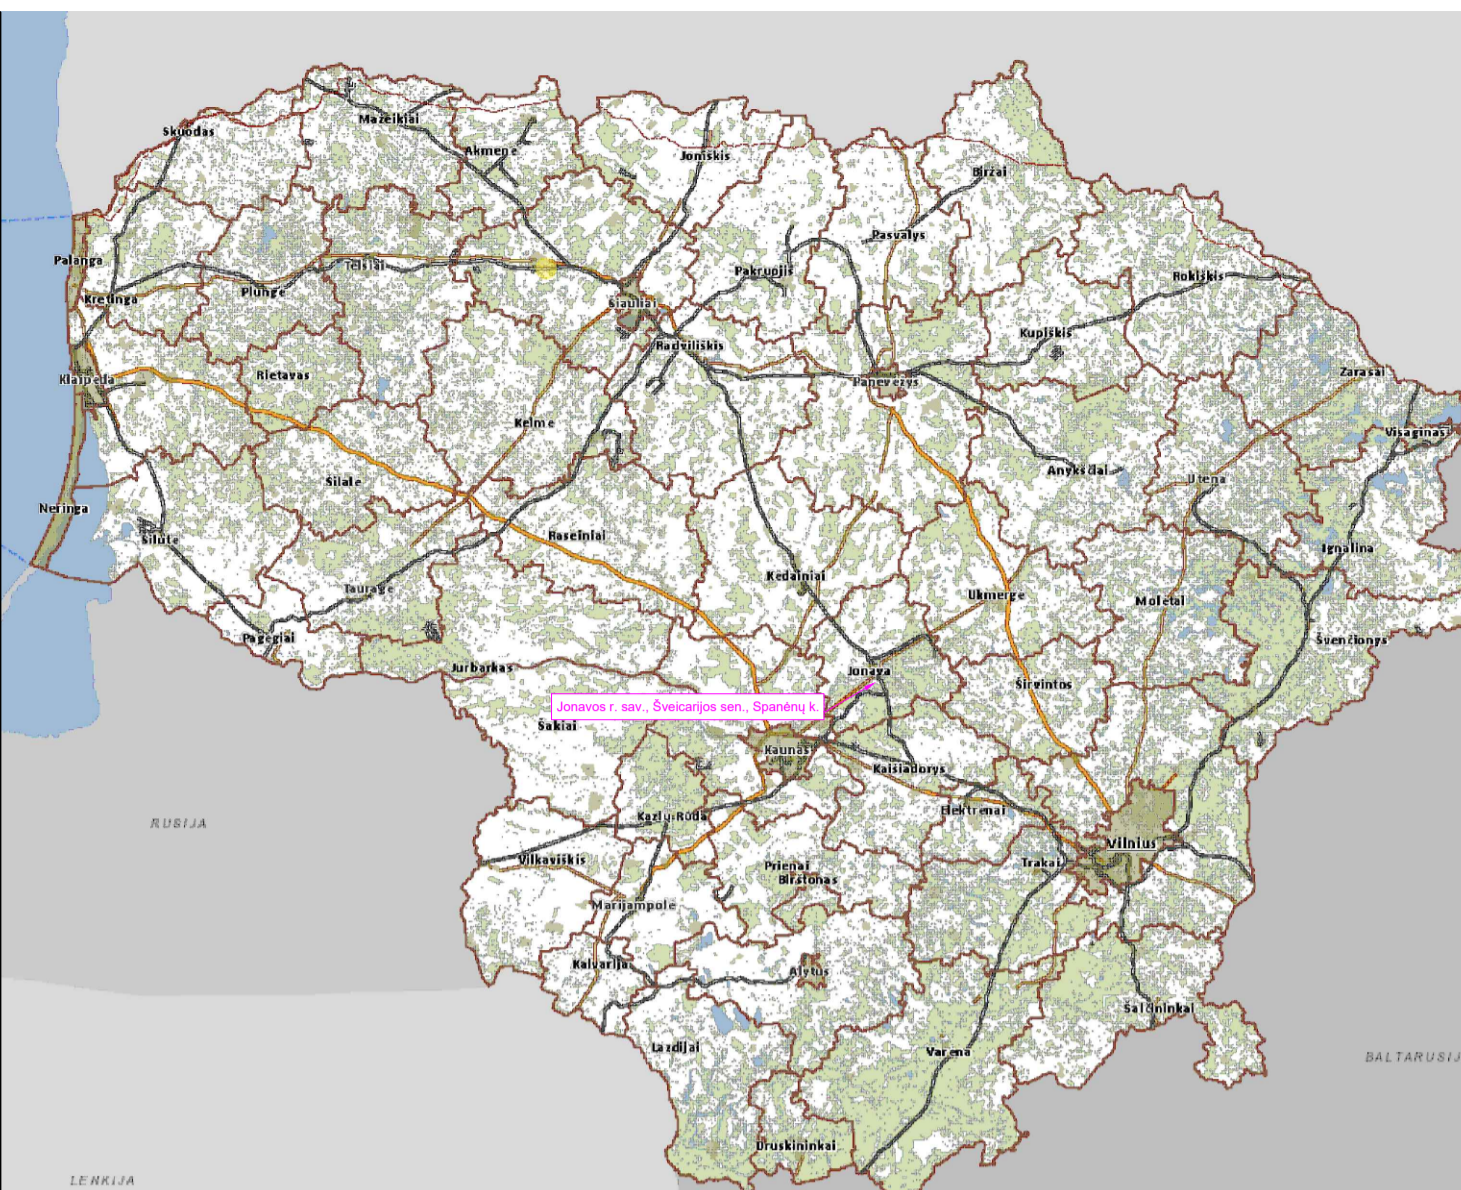 Skuodas
Mažeikiai
Akmenė
Joniškis
Biržai
Pasvalys
Palanga
Kretinga
Plungė
Telšiai
Šiauliai
Pakruojis
Rokiškis
Kupiškis
Radviliškis
Klaipėda
Rietavas
Panevėžys
Zarasai
Kelmė
Visaginas
Šilalė
Anykščiai
Utena
Neringa
Šilutė
Raseiniai
Ignalina
Tauragė
Kėdainiai
Ukmergė
Molėtai
Pagėgiai
Švenčionys
Jurbarkas
Jonava
Širvintos
Jonavos r. sav., Šveicarijos sen., Spanėnų k.
Šakiai
Kaunas
Kaišiadorys
Kazlų Rūda
Elektrėnai
RUSIJA
Vilnius
Vilkaviškis
Prienai
Birštonas
Trakai
Marijampolė
Kalvarija
Alytus
Šalčininkai
Lazdijai
Varėna
BALTARUSIJ
Druskininkai
LENKIJA